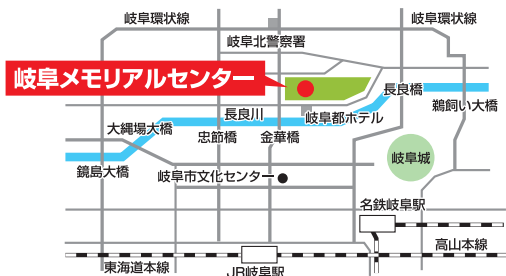 岐阜環状線
岐阜環状線
岐阜北警察署
岐阜メモリアルセンター
長良橋
鵜飼い大橋
長良川
岐阜都ホテル
大縄場大橋
忠節橋
金華橋
鏡島大橋
岐阜城
岐阜市文化センター
名鉄岐阜駅
高山本線
東海道本線
JR岐阜駅